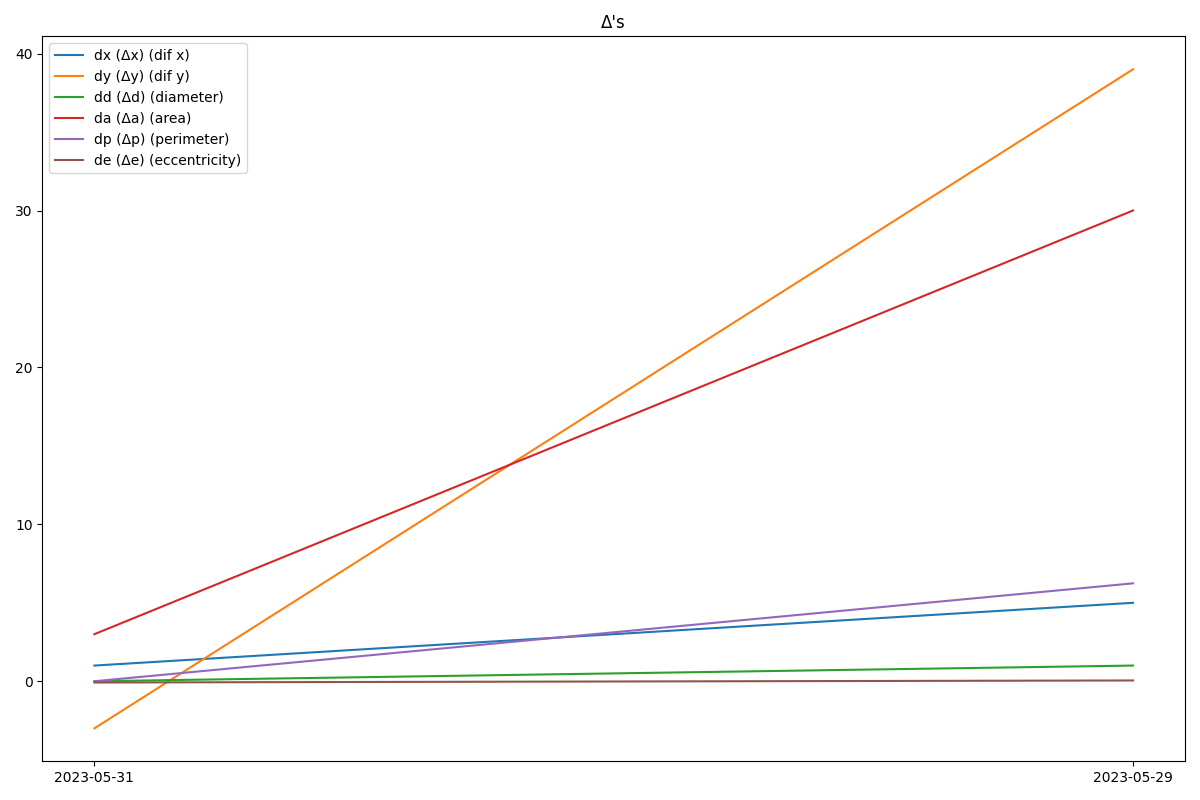 Δ's
dx (Δx) (dif x)
dy (Δy) (dif y)
dd (Δd) (diameter)
da (Δa) (area)
dp (Δp) (perimeter)
de (Δe) (eccentricity)
40
30
20
10
0
2023-05-31
2023-05-29